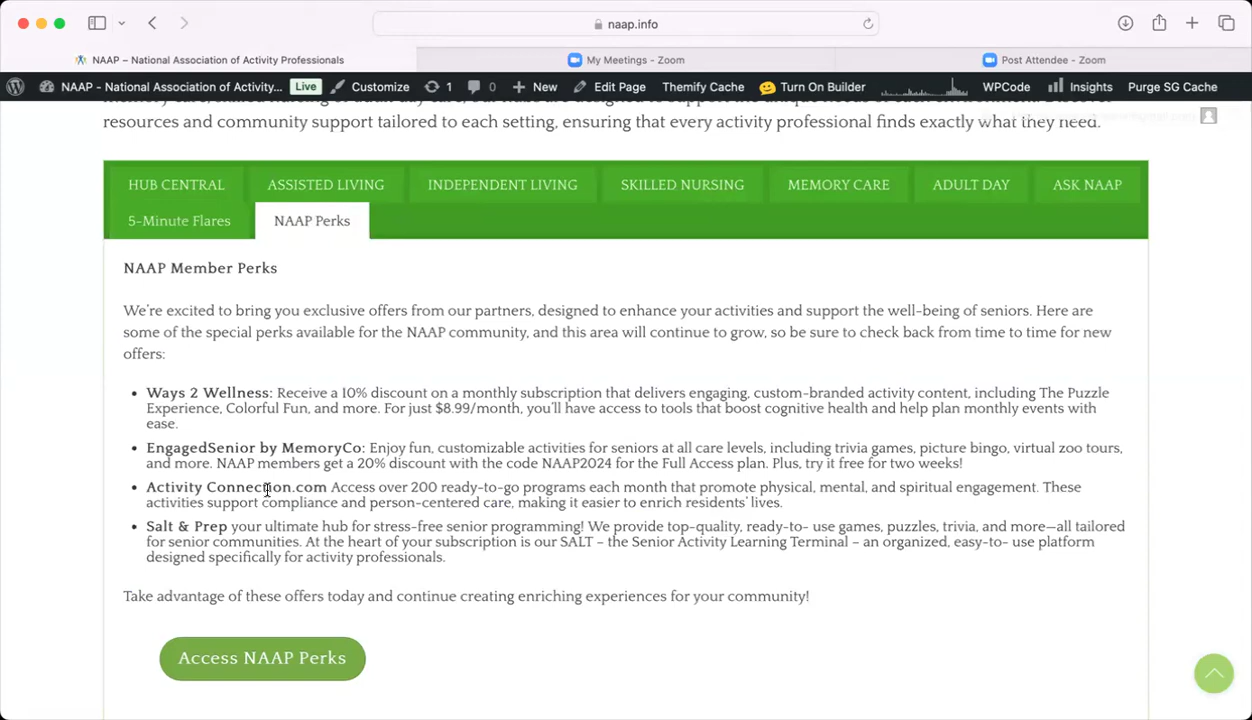 naap.info
NAAP – National Association of Activity Professionals
My Meetings - Zoom
Post Attendee - Zoom
NAAP – National Association of Activity... Live Customize 1 0 New Edit Page Themify Cache Turn On Builder WPCode Insights Purge SG Cache
resources and community support tailored to each setting, ensuring that every activity professional finds exactly what they need.
HUB CENTRAL ASSISTED LIVING INDEPENDENT LIVING SKILLED NURSING MEMORY CARE ADULT DAY ASK NAAP
5-Minute Flares NAAP Perks
NAAP Member Perks
We're excited to bring you exclusive offers from our partners, designed to enhance your activities and support the well-being of seniors. Here are
some of the special perks available for the NAAP community, and this area will continue to grow, so be sure to check back from time to time for new
offers:
• Ways 2 Wellness: Receive a 10% discount on a monthly subscription that delivers engaging, custom-branded activity content, including The Puzzle
Experience, Colorful Fun, and more. For just $8.99/month, you'll have access to tools that boost cognitive health and help plan monthly events with
ease.
• EngagedSenior by MemoryCo: Enjoy fun, customizable activities for seniors at all care levels, including trivia games, picture bingo, virtual zoo tours,
and more. NAAP members get a 20% discount with the code NAAP2024 for the Full Access plan. Plus, try it free for two weeks!
• Activity Connection.com Access over 200 ready-to-go programs each month that promote physical, mental, and spiritual engagement. These
activities support compliance and person-centered care, making it easier to enrich residents' lives.
• Salt & Prep your ultimate hub for stress-free senior programming! We provide top-quality, ready-to- use games, puzzles, trivia, and more—all tailored
for senior communities. At the heart of your subscription is our SALT – the Senior Activity Learning Terminal – an organized, easy-to- use platform
designed specifically for activity professionals.
Take advantage of these offers today and continue creating enriching experiences for your community!
Access NAAP Perks